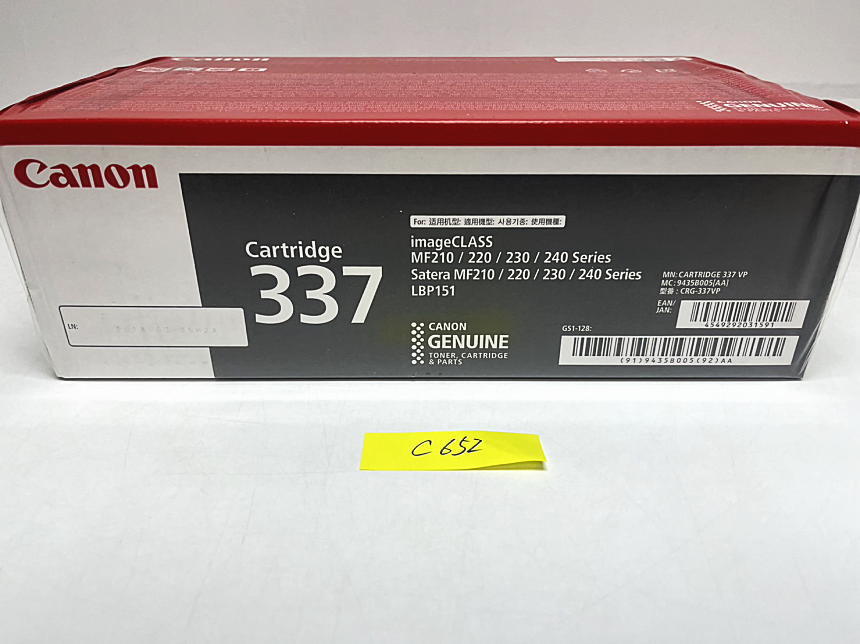 Canon
CANON
GENUINE
Canon
Cartridge
337
For: 适用机型: 適用機型: 사용기종: 使用機種:
imageCLASS
MF210 / 220 / 230 / 240 Series
Satera MF210 / 220 / 230 / 240 Series
LBP151
CANON
GENUINE
TONER, CARTRIDGE
& PARTS
MN: CARTRIDGE 337 VP
MC: 9435B005(AA)
型番: CRG-337VP
EAN/
JAN:
4549292031591
GS1-128:
(91)9435B005(92)AA
LN:
C652